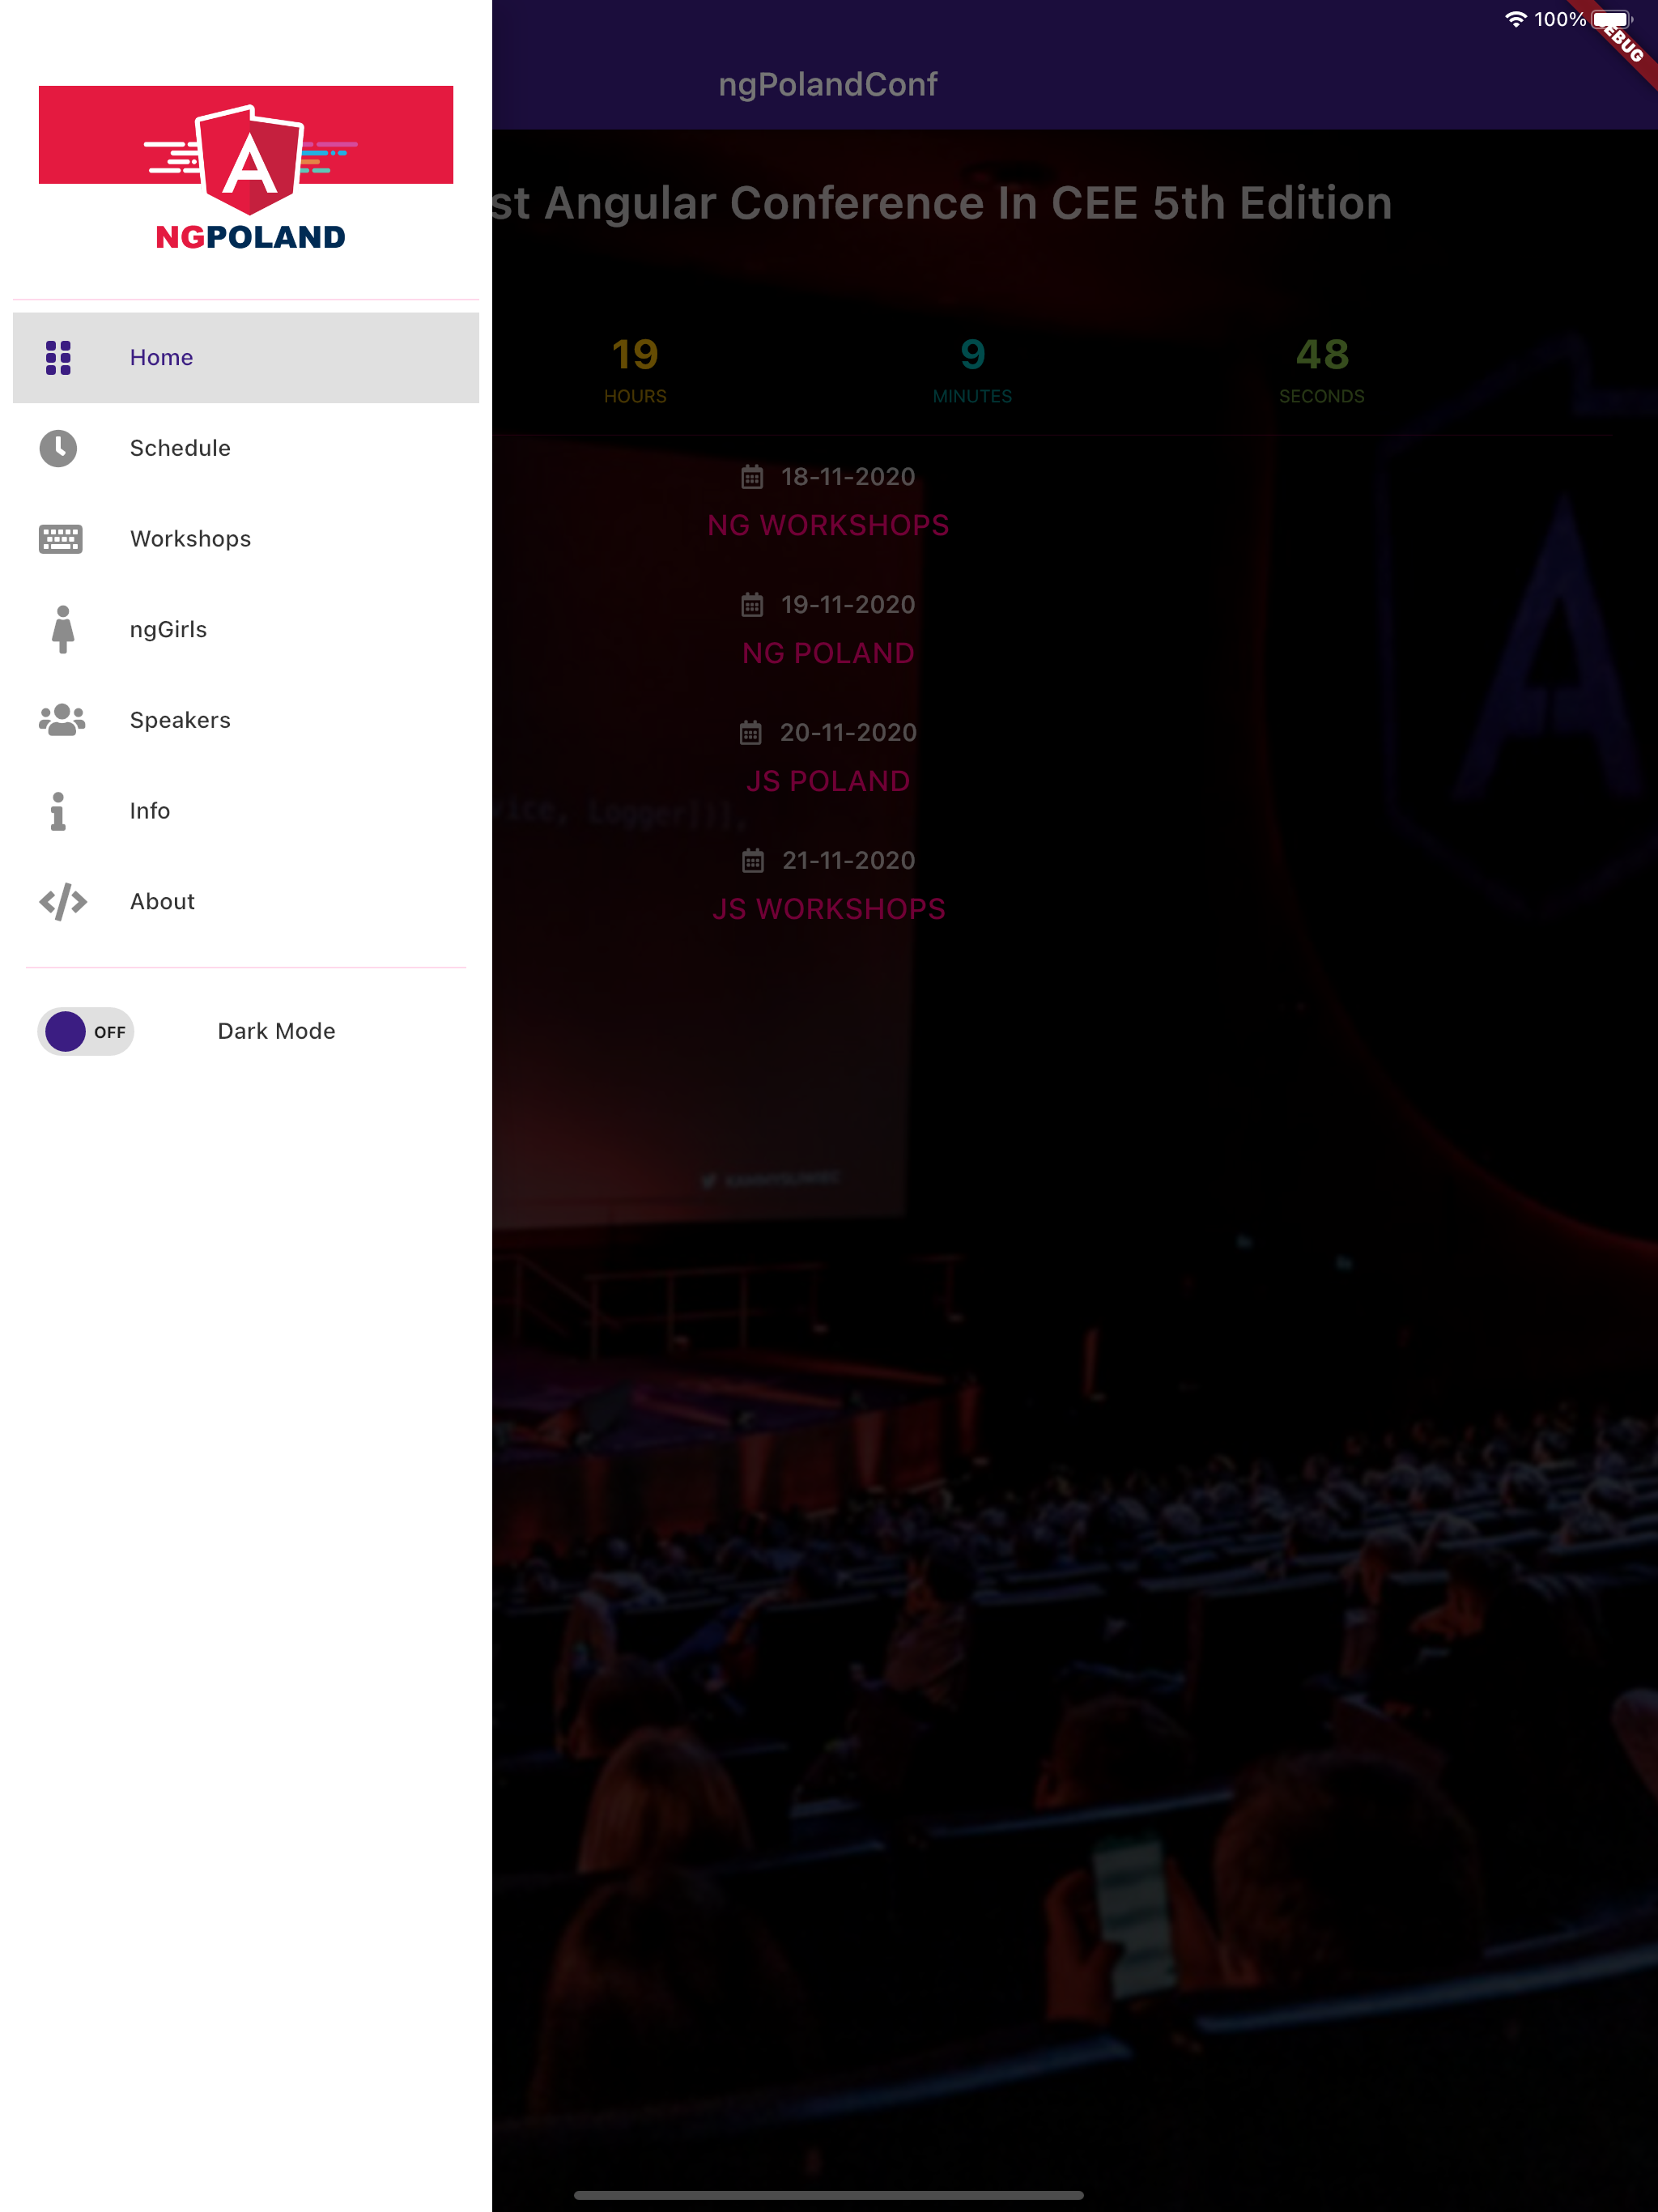 100%
DEBUG
ngPolandConf
NGPOLAND
st Angular Conference In CEE 5th Edition
19
HOURS
9
MINUTES
48
SECONDS
Home
Schedule
Workshops
ngGirls
Speakers
Info
About
OFF
Dark Mode
18-11-2020
NG WORKSHOPS
19-11-2020
NG POLAND
20-11-2020
JS POLAND
21-11-2020
JS WORKSHOPS
Logger])],